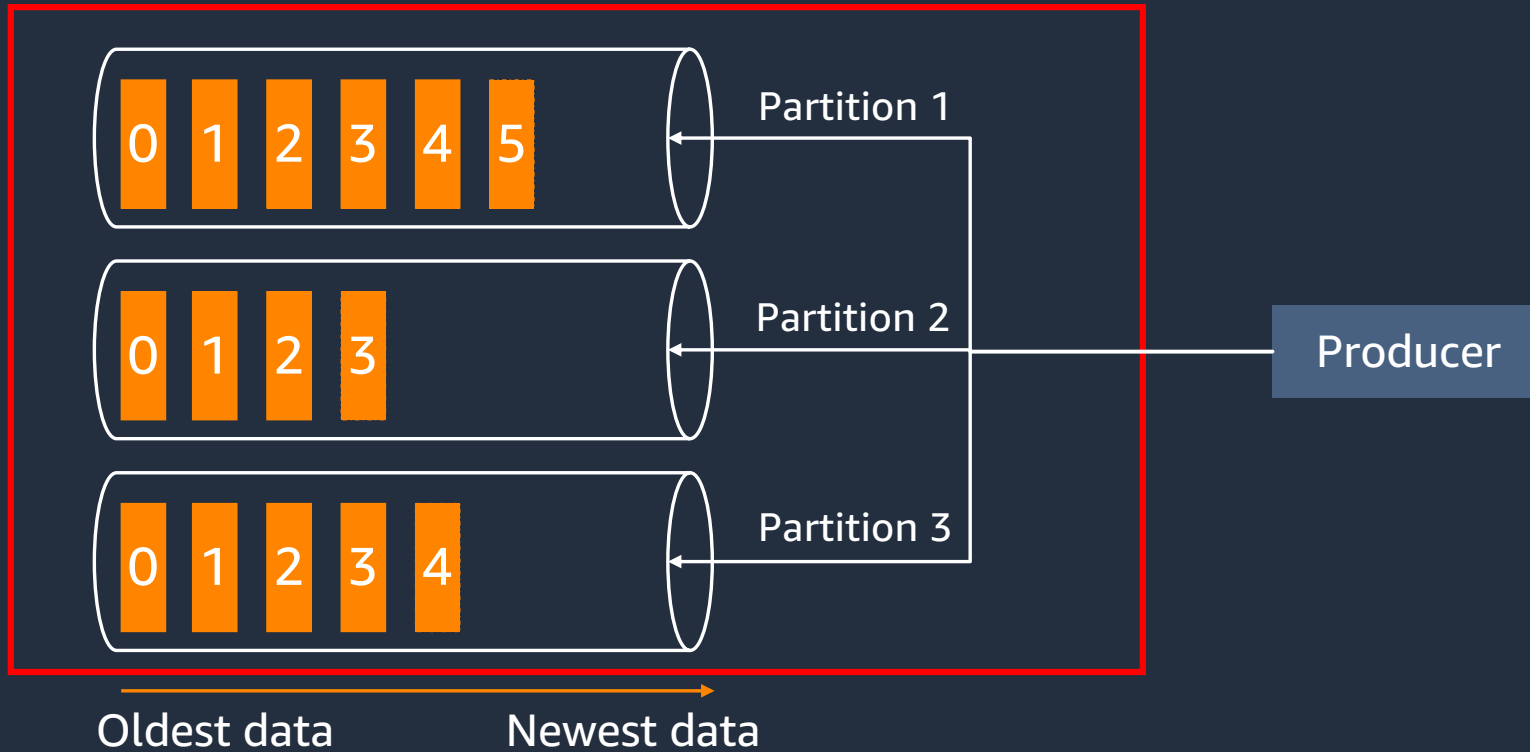 Partition 1
0 1 2 3 4 5
Partition 2
0 1 2 3
Producer
Partition 3
0 1 2 3 4
Oldest data
Newest data